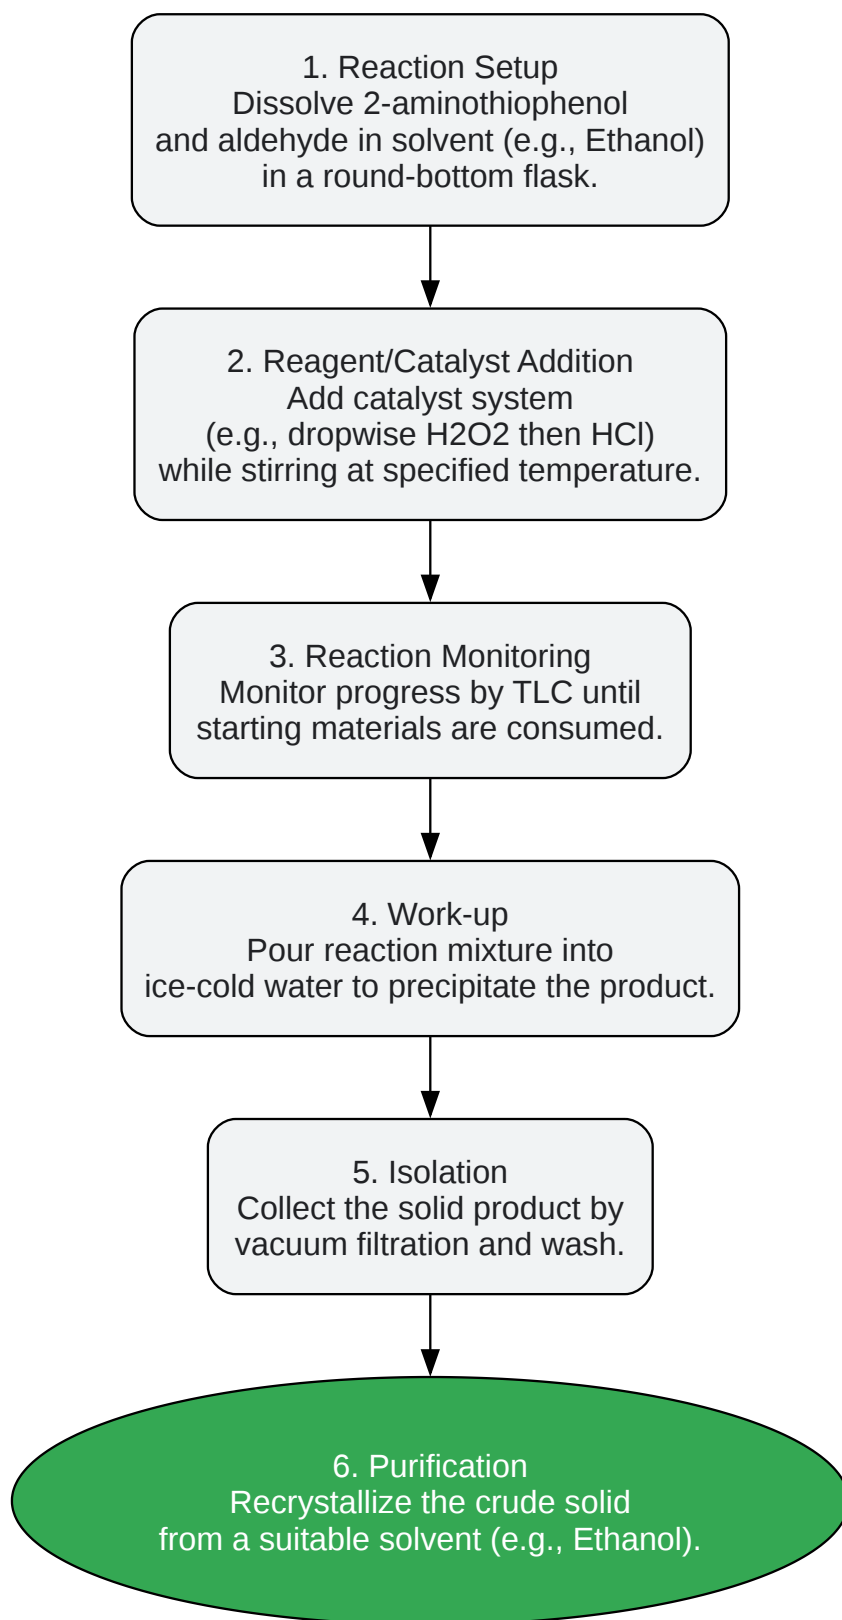 1. Reaction Setup
Dissolve 2-aminothiophenol
and aldehyde in solvent (e.g., Ethanol)
in a round-bottom flask.
2. Reagent/Catalyst Addition
Add catalyst system
(e.g., dropwise H2O2 then HCl)
while stirring at specified temperature.
3. Reaction Monitoring
Monitor progress by TLC until
starting materials are consumed.
4. Work-up
Pour reaction mixture into
ice-cold water to precipitate the product.
5. Isolation
Collect the solid product by
vacuum filtration and wash.
6. Purification
Recrystallize the crude solid
from a suitable solvent (e.g., Ethanol).